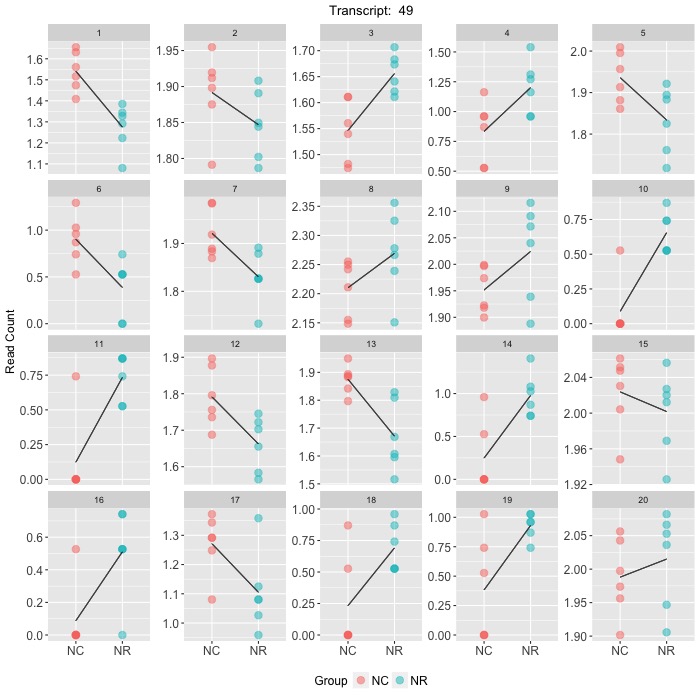 Transcript: 49
1 2 3 4 5
1.6 1.5 1.4 1.3 1.2 1.1
1.95 1.90 1.85 1.80
1.70 1.65 1.60 1.55 1.50
1.50 1.25 1.00 0.75 0.50
2.0 1.9 1.8
6 7 8 9 10
1.0 0.5 0.0
1.9 1.8
2.35 2.30 2.25 2.20 2.15
2.10 2.05 2.00 1.95 1.90
0.75 0.50 0.25 0.00
Read Count
11 12 13 14 15
0.75 0.50 0.25 0.00
1.9 1.8 1.7 1.6
1.9 1.8 1.7 1.6 1.5
1.0 0.5 0.0
2.04 2.00 1.96 1.92
16 17 18 19 20
0.6 0.4 0.2 0.0
1.3 1.2 1.1 1.0
1.00 0.75 0.50 0.25 0.00
1.00 0.75 0.50 0.25 0.00
2.05 2.00 1.95 1.90
NC NR NC NR NC NR NC NR NC NR
Group NC NR